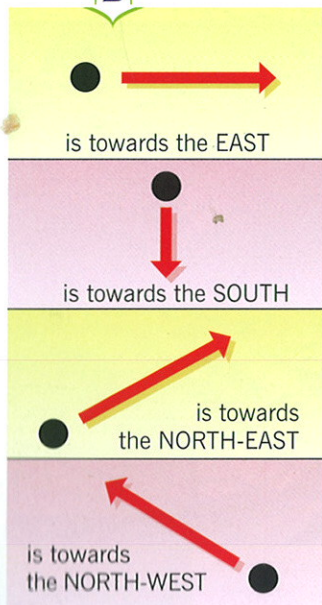 is towards the EAST
is towards the SOUTH
is towards
the NORTH-EAST
is towards
the NORTH-WEST